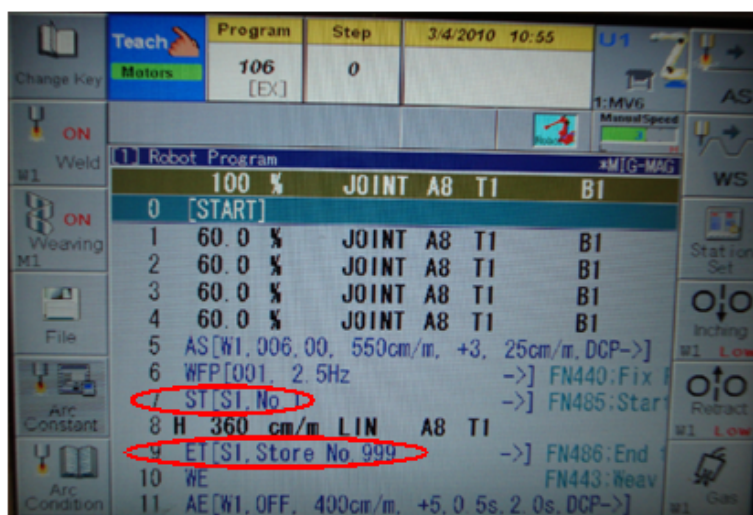 Change Key
Teach
Motors
Program
106
[EX]
Step
0
3/4/2010 10:55
U1
1:MV6
Manual Speed
AS
ON
Weld
W1
[1] Robot Program
*MIG-MAG
100 % JOINT A8 T1 B1
0 [START]
1 60.0 % JOINT A8 T1 B1
2 60.0 % JOINT A8 T1 B1
3 60.0 % JOINT A8 T1 B1
4 60.0 % JOINT A8 T1 B1
5 AS[W1,006,00, 550cm/m, +3, 25cm/m,DCP->]
6 WFP[001, 2.5Hz ->] FN440:Fix
7 ST[S1,No ->] FN485:Star
8 H 360 cm/m LIN A8 T1
9 ET[S1,Store No,999 ->] FN486:End
10 WE FN443:Weav
11 AE[W1,OFF, 400cm/m, +5,0.5s,2.0s,DCP->]
ON
Weaving
M1
File
Arc
Constant
Arc
Condition
WS
Station
Set
Inching
W1 Low
Retract
W1 Low
Gas
W1